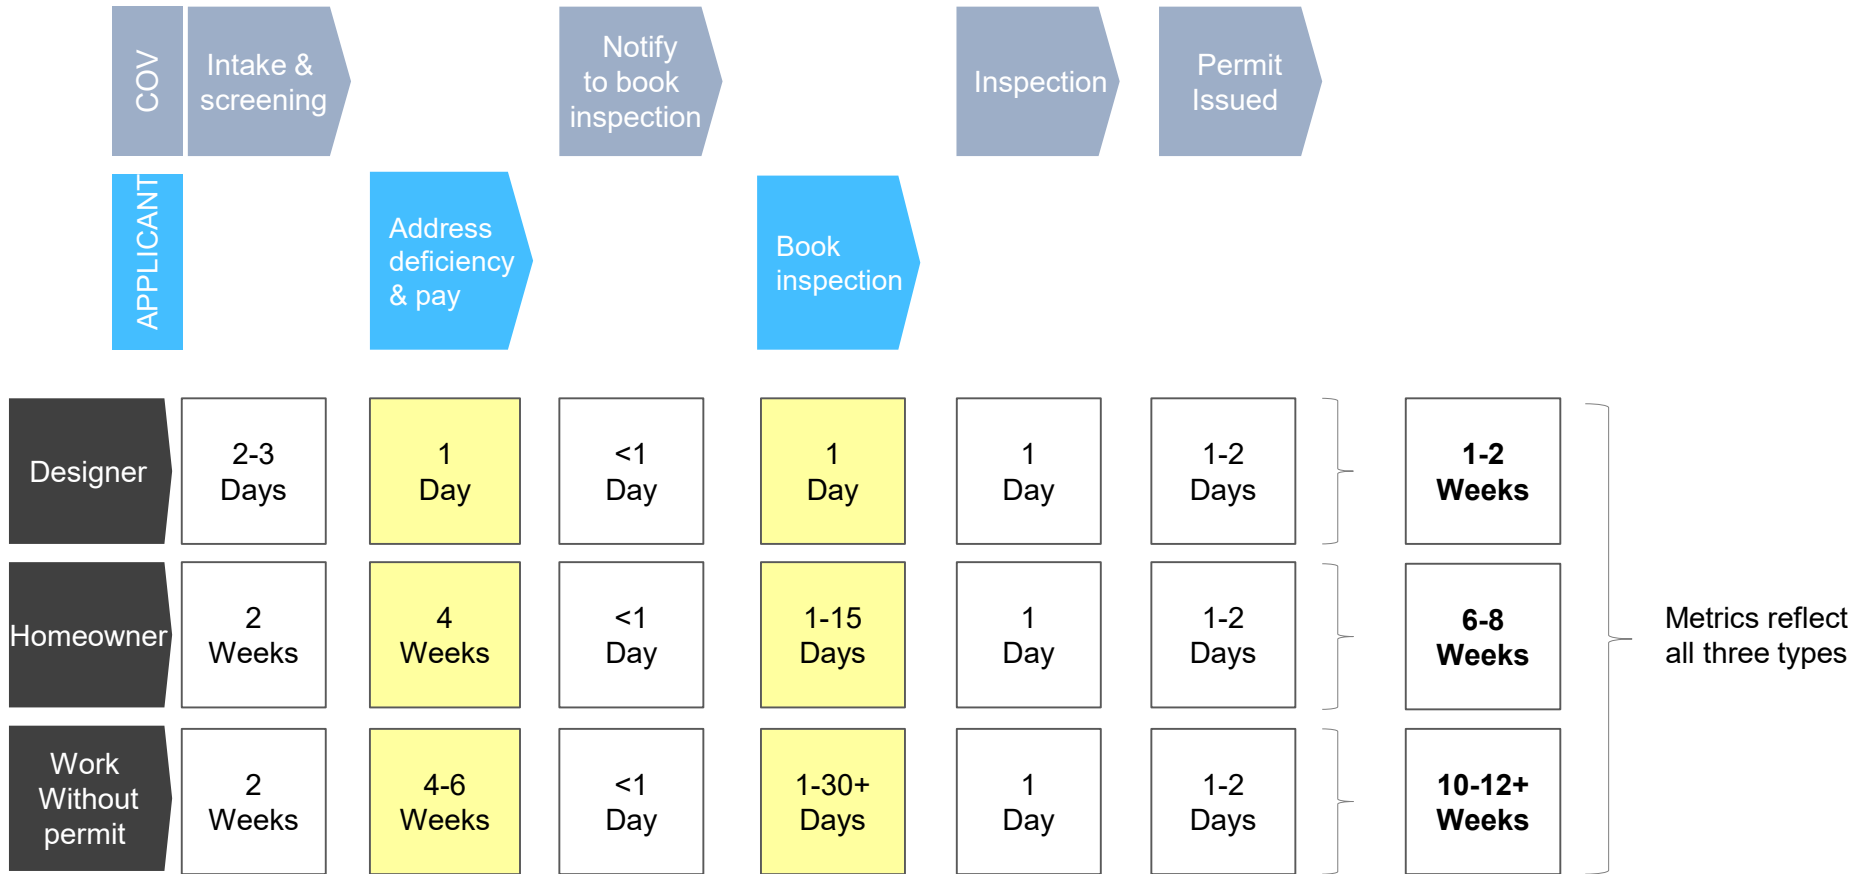 COV
Intake &
screening
Notify
to book
inspection
Inspection
Permit
Issued
APPLICANT
Address
deficiency
& pay
Book
inspection
Designer
2-3
Days
1
Day
<1
Day
1
Day
1
Day
1-2
Days
1-2
Weeks
Homeowner
2
Weeks
4
Weeks
<1
Day
1-15
Days
1
Day
1-2
Days
6-8
Weeks
Metrics reflect
all three types
Work
Without
permit
2
Weeks
4-6
Weeks
<1
Day
1-30+
Days
1
Day
1-2
Days
10-12+
Weeks